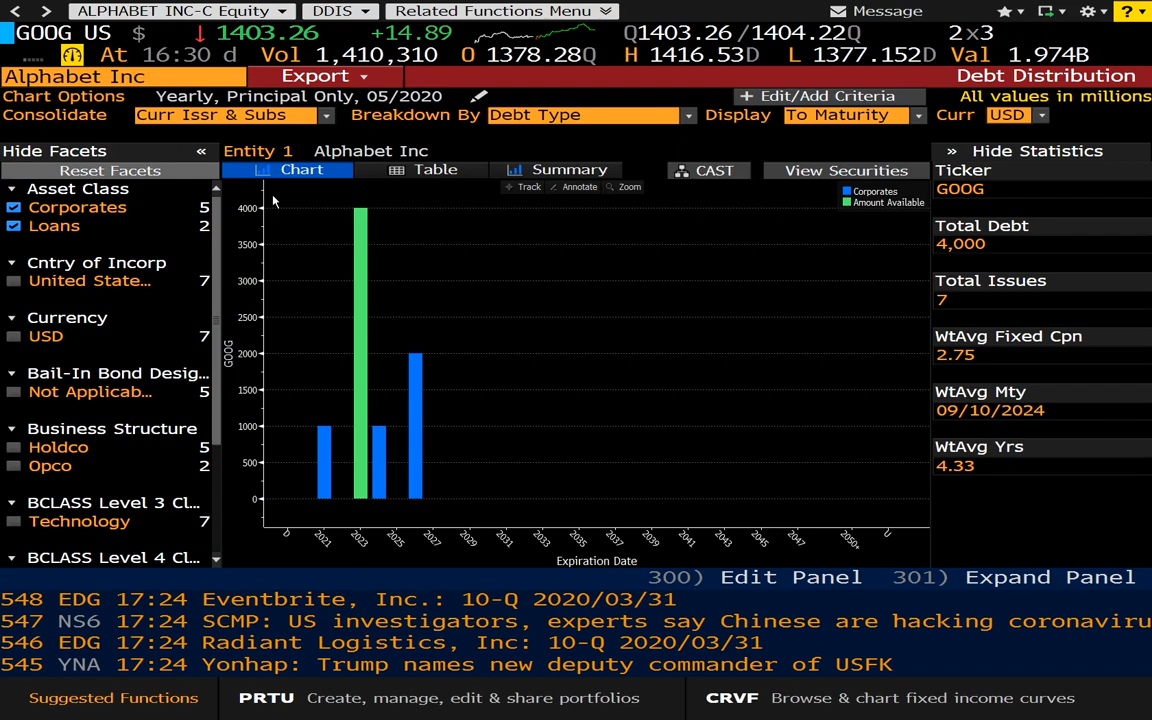 < > ALPHABET INC-C Equity DDIS Related Functions Menu Message ?
GOOG US $ ↓ 1403.26 +14.89 Q1403.26/1404.22Q 2×3
At 16:30 d Vol 1,410,310 O 1378.28Q H 1416.53D L 1377.152D Val 1.974B
Alphabet Inc Export Debt Distribution
Chart Options Yearly, Principal Only, 05/2020 + Edit/Add Criteria All values in millions
Consolidate Curr Issr & Subs Breakdown By Debt Type Display To Maturity Curr USD
Hide Facets « Entity 1 Alphabet Inc » Hide Statistics
Reset Facets Chart Table Summary CAST View Securities
Track Annotate Zoom
Asset Class
Corporates 5
Loans 2
Cntry of Incorp
United State... 7
Currency
USD 7
Bail-In Bond Desig...
Not Applicab... 5
Business Structure
Holdco 5
Opco 2
BCLASS Level 3 Cl...
Technology 7
BCLASS Level 4 Cl...
Corporates
Amount Available
4000
3500
3000
2500
2000
1500
1000
500
0
GOOG
D 2021 2023 2025 2027 2029 2031 2033 2035 2037 2039 2041 2043 2045 2047 2050+ U
Expiration Date
Ticker
GOOG
Total Debt
4,000
Total Issues
7
WtAvg Fixed Cpn
2.75
WtAvg Mty
09/10/2024
WtAvg Yrs
4.33
300) Edit Panel 301) Expand Panel
548 EDG 17:24 Eventbrite, Inc.: 10-Q 2020/03/31
547 NS6 17:24 SCMP: US investigators, experts say Chinese are hacking coronaviru
546 EDG 17:24 Radiant Logistics, Inc: 10-Q 2020/03/31
545 YNA 17:24 Yonhap: Trump names new deputy commander of USFK
Suggested Functions PRTU Create, manage, edit & share portfolios CRVF Browse & chart fixed income curves